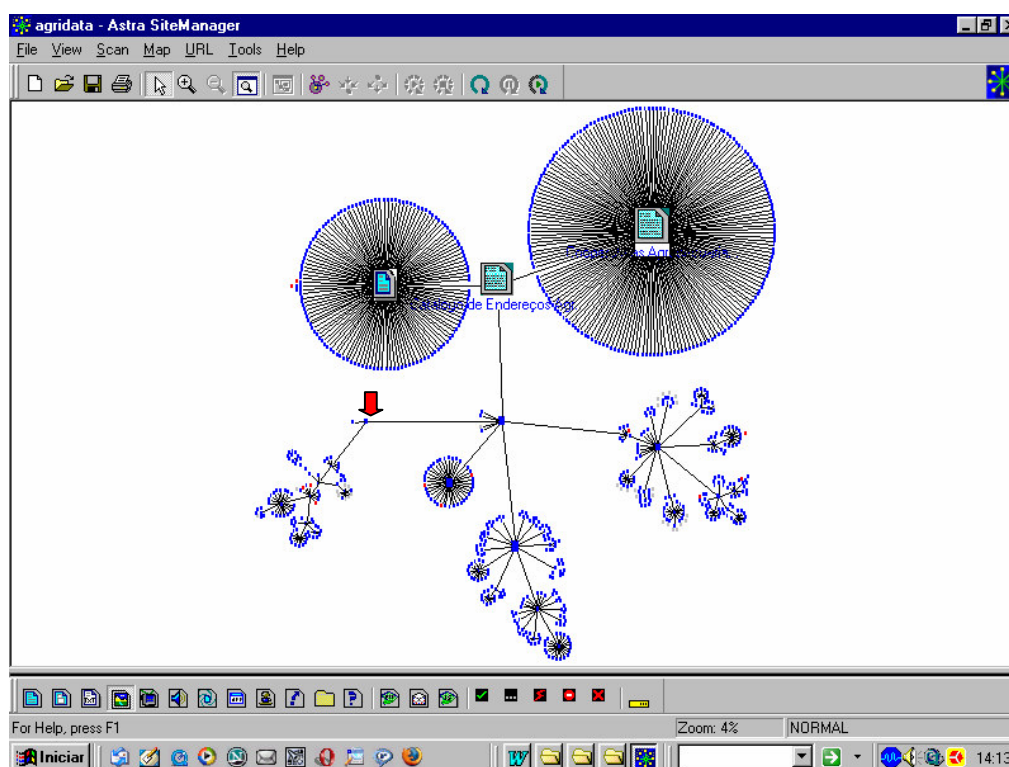 agridata - Astra SiteManager
File View Scan Map URL Tools Help
Catálogo de Endereços Agr...
For Help, press F1
Zoom: 4%
NORMAL
Iniciar
14:13